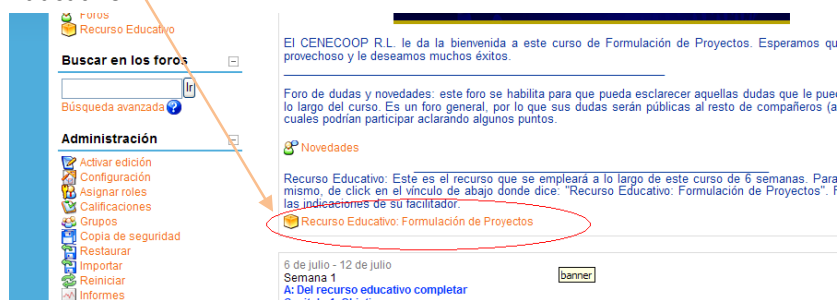 Foros
Recurso Educativo
Buscar en los foros
Ir
Búsqueda avanzada
Administración
Activar edición
Configuración
Asignar roles
Calificaciones
Grupos
Copia de seguridad
Restaurar
Importar
Reiniciar
Informes
El CENECOOP R.L. le da la bienvenida a este curso de Formulación de Proyectos. Esperamos qu
provechoso y le deseamos muchos éxitos.
Foro de dudas y novedades: este foro se habilita para que pueda esclarecer aquellas dudas que le pued
lo largo del curso. Es un foro general, por lo que sus dudas serán públicas al resto de compañeros (a
cuales podrían participar aclarando algunos puntos.
Novedades
Recurso Educativo: Este es el recurso que se empleará a lo largo de este curso de 6 semanas. Para
mismo, de click en el vínculo de abajo donde dice: "Recurso Educativo: Formulación de Proyectos".
las indicaciones de su facilitador.
Recurso Educativo: Formulación de Proyectos
6 de julio - 12 de julio
Semana 1
banner
A: Del recurso educativo completar